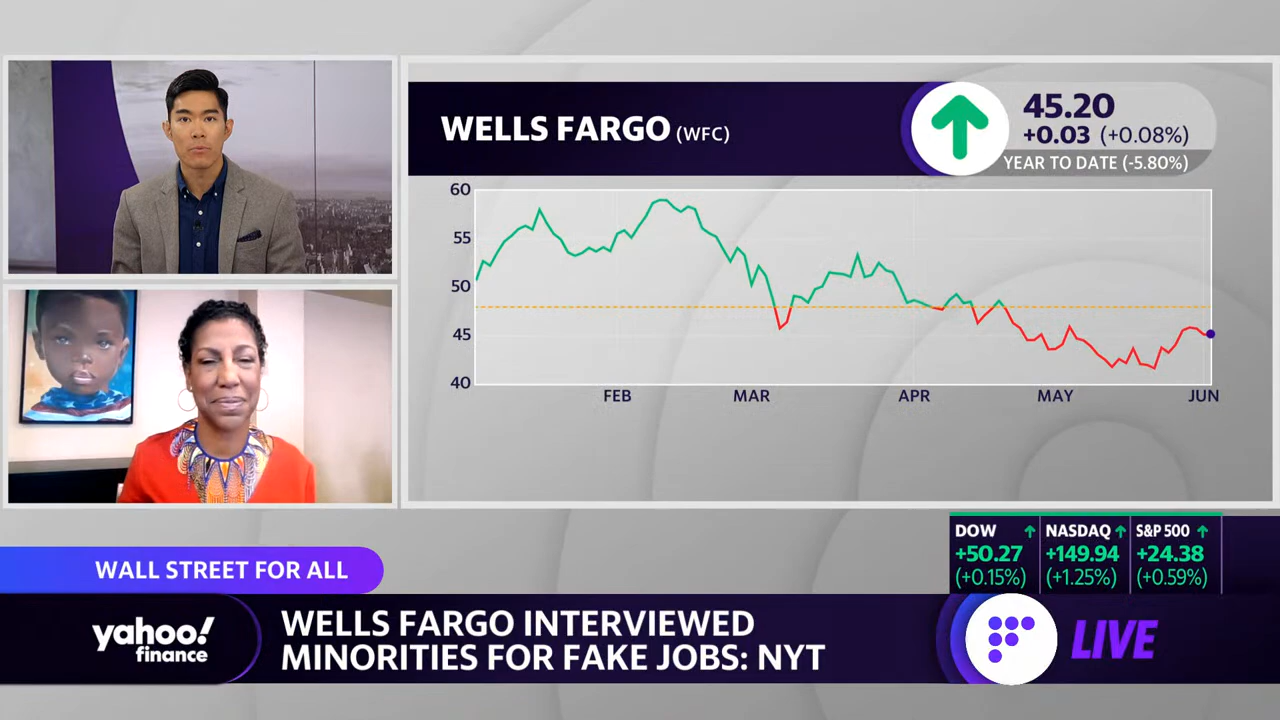 WELLS FARGO (WFC)
45.20
+0.03 (+0.08%)
YEAR TO DATE (-5.80%)
60
55
50
45
40
FEB MAR APR MAY JUN
DOW
+50.27
(+0.15%)
NASDAQ
+149.94
(+1.25%)
S&P 500
+24.38
(+0.59%)
WALL STREET FOR ALL
yahoo!
finance
WELLS FARGO INTERVIEWED
MINORITIES FOR FAKE JOBS: NYT
LIVE